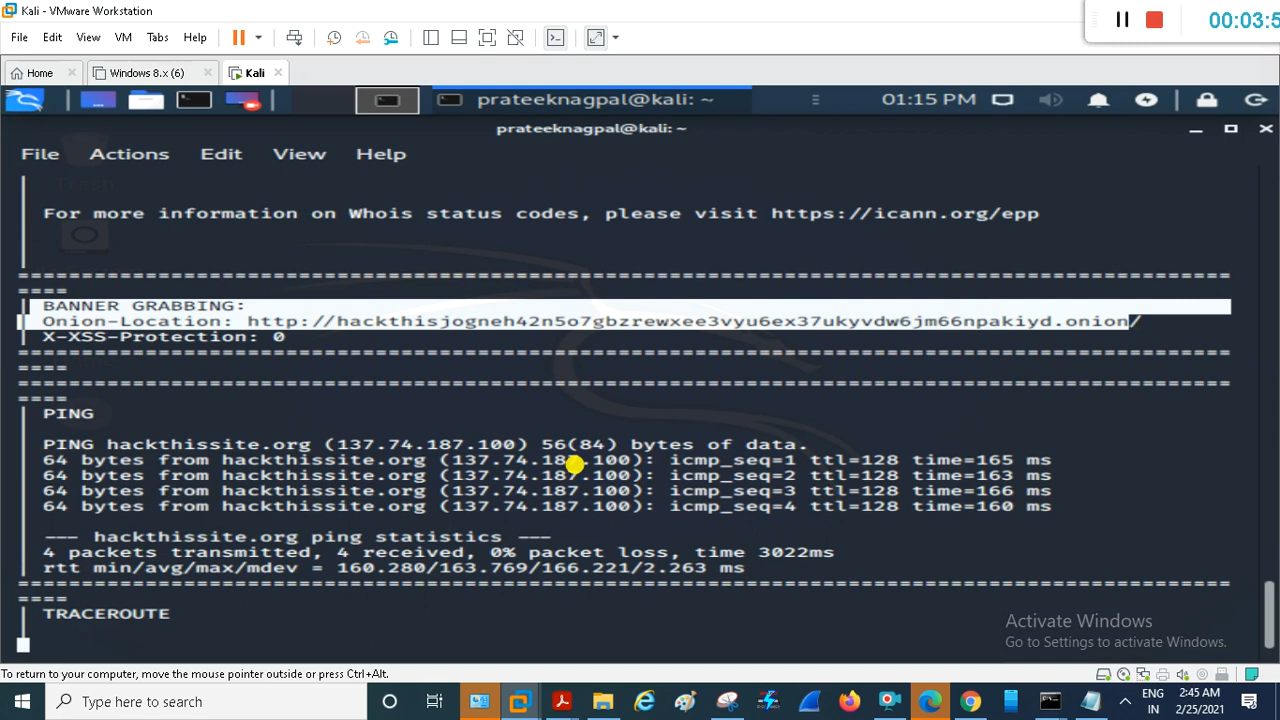 Kali - VMware Workstation
00:03:5
File Edit View VM Tabs Help
Home × Windows 8.x (6) × Kali ×
prateeknagpal@kali: ~ 01:15 PM
prateeknagpal@kali: ~
File Actions Edit View Help
Trash
For more information on Whois status codes, please visit https://icann.org/epp
===============================================================================================
====
BANNER GRABBING:
Onion-Location: http://hackthisjogneh42n5o7gbzrewxee3vyu6ex37ukyvdw6jm66npakiyd.onion/
X-XSS-Protection: 0
===============================================================================================
====
===============================================================================================
====
PING
PING hackthissite.org (137.74.187.100) 56(84) bytes of data.
64 bytes from hackthissite.org (137.74.187.100): icmp_seq=1 ttl=128 time=165 ms
64 bytes from hackthissite.org (137.74.187.100): icmp_seq=2 ttl=128 time=163 ms
64 bytes from hackthissite.org (137.74.187.100): icmp_seq=3 ttl=128 time=166 ms
64 bytes from hackthissite.org (137.74.187.100): icmp_seq=4 ttl=128 time=160 ms
--- hackthissite.org ping statistics ---
4 packets transmitted, 4 received, 0% packet loss, time 3022ms
rtt min/avg/max/mdev = 160.280/163.769/166.221/2.263 ms
===============================================================================================
====
TRACEROUTE
Activate Windows
Go to Settings to activate Windows.
To return to your computer, move the mouse pointer outside or press Ctrl+Alt.
Type here to search
ENG 2:45 AM
IN 2/25/2021